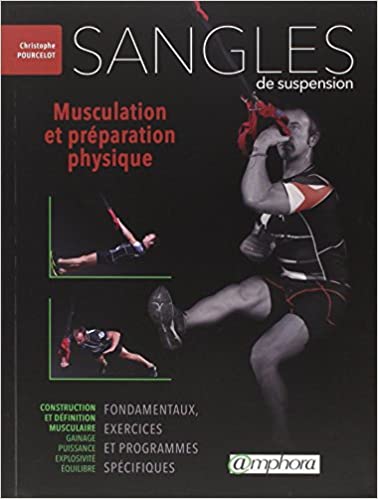 Christophe
POURCELOT
SANGLES
de suspension
Musculation
et préparation
physique
CONSTRUCTION
ET DÉFINITION
MUSCULAIRE
GAINAGE
PUISSANCE
EXPLOSIVITÉ
ÉQUILIBRE
FONDAMENTAUX,
EXERCICES
ET PROGRAMMES
SPÉCIFIQUES
@mphora